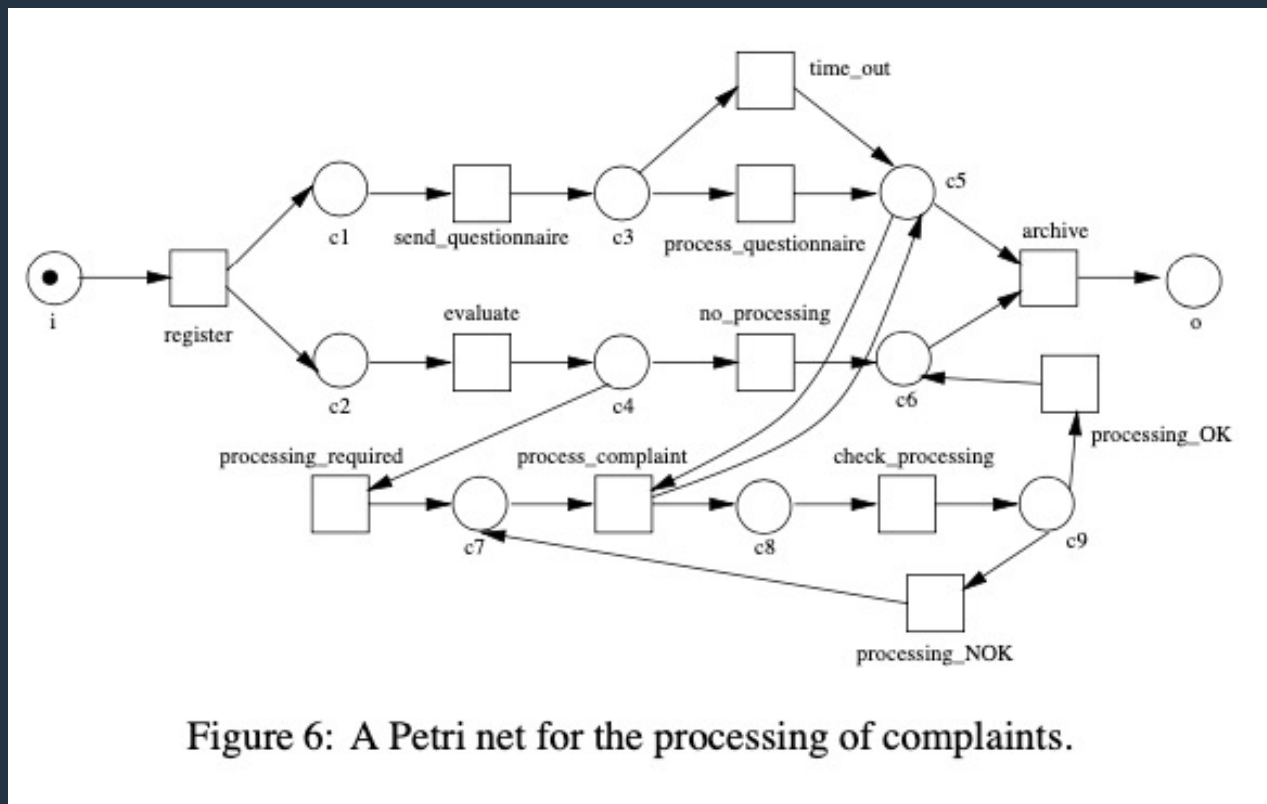 time_out
c5
c1
send_questionnaire
c3
process_questionnaire
archive
i
register
evaluate
no_processing
o
c2
c4
c6
processing_OK
processing_required
process_complaint
check_processing
c7
c8
c9
processing_NOK
Figure 6: A Petri net for the processing of complaints.